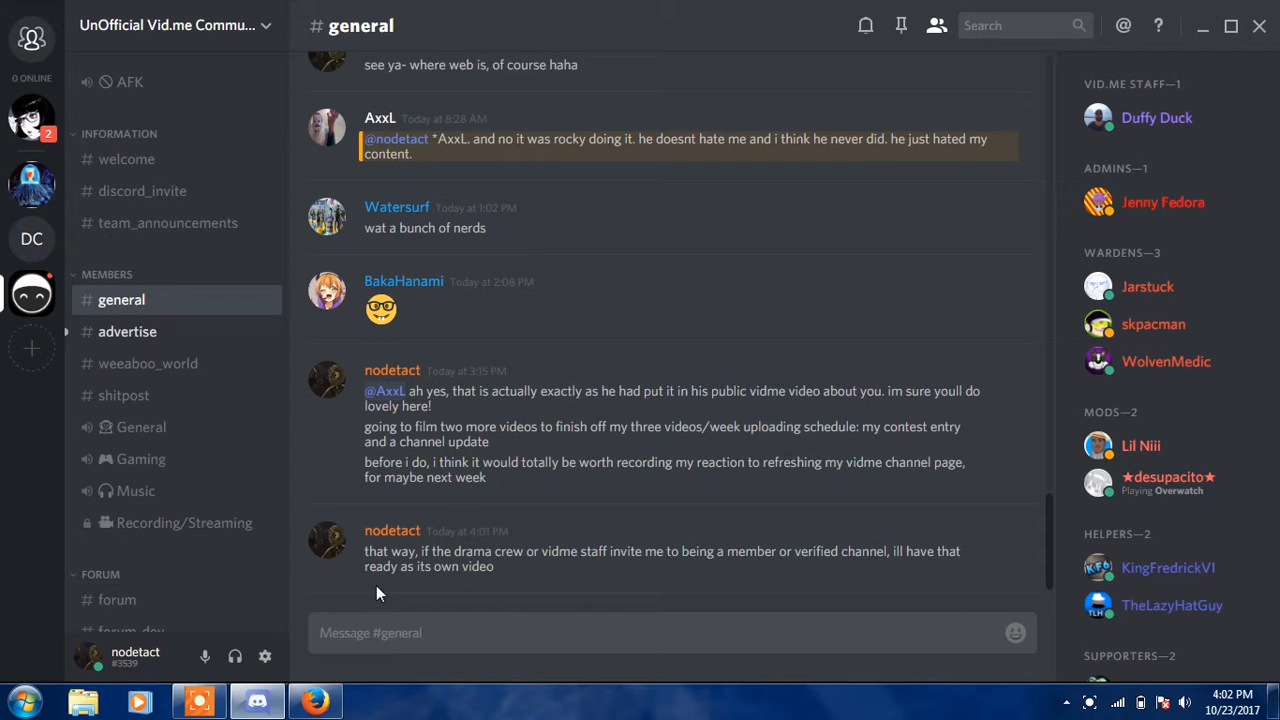 UnOfficial Vid.me Commu...
# general
Search
@
?
0 ONLINE
2
DC
AFK
INFORMATION
# welcome
# discord_invite
# team_announcements
MEMBERS
# general
# advertise
# weeaboo_world
# shitpost
General
Gaming
Music
Recording/Streaming
FORUM
# forum
# forum_dev
nodetact
#3539
see ya- where web is, of course haha
AxxL Today at 8:28 AM
@nodetact *AxxL. and no it was rocky doing it. he doesnt hate me and i think he never did. he just hated my
content.
Watersurf Today at 1:02 PM
wat a bunch of nerds
BakaHanami Today at 2:08 PM
nodetact Today at 3:15 PM
@AxxL ah yes, that is actually exactly as he had put it in his public vidme video about you. im sure youll do
lovely here!
going to film two more videos to finish off my three videos/week uploading schedule: my contest entry
and a channel update
before i do, i think it would totally be worth recording my reaction to refreshing my vidme channel page,
for maybe next week
nodetact Today at 4:01 PM
that way, if the drama crew or vidme staff invite me to being a member or verified channel, ill have that
ready as its own video
Message #general
VID.ME STAFF—1
Duffy Duck
ADMINS—1
Jenny Fedora
WARDENS—3
Jarstuck
skpacman
WolvenMedic
MODS—2
Lil Niii
★desupacito★
Playing Overwatch
HELPERS—2
KF6
KingFredrickVI
TLH
TheLazyHatGuy
SUPPORTERS—2
4:02 PM
10/23/2017